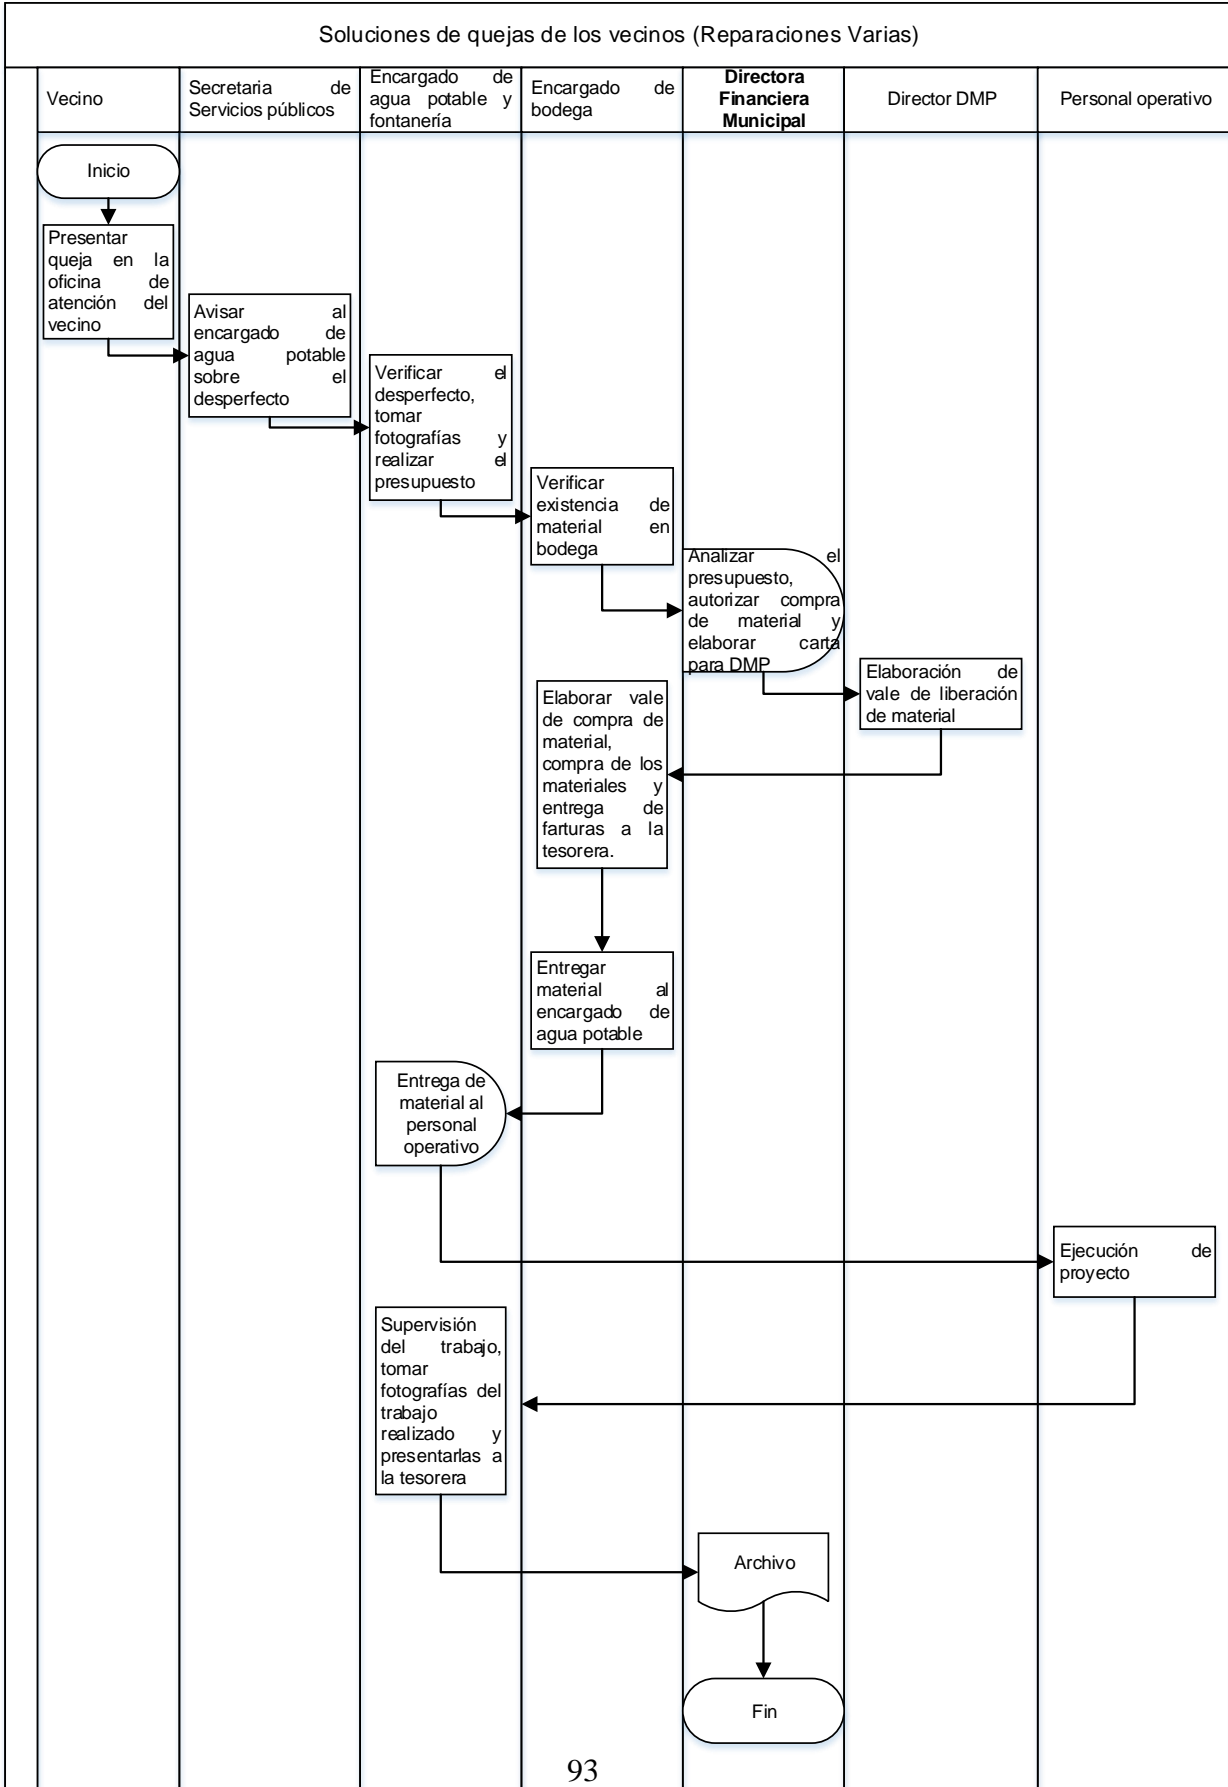 Soluciones de quejas de los vecinos (Reparaciones Varias)
Vecino
Secretaria de
Servicios públicos
Encargado de
agua potable y
fontanería
Encargado de
bodega
Directora
Financiera
Municipal
Director DMP
Personal operativo
Inicio
Presentar
queja en la
oficina de
atención del
vecino
Avisar al
encargado de
agua potable
sobre el
desperfecto
Verificar el
desperfecto,
tomar
fotografías y
realizar el
presupuesto
Verificar
existencia de
material en
bodega
Analizar el
presupuesto,
autorizar compra
de material y
elaborar carta
para DMP
Elaboración de
vale de liberación
de material
Elaborar vale
de compra de
material,
compra de los
materiales y
entrega de
farturas a la
tesorera.
Entregar
material al
encargado de
agua potable
Entrega de
material al
personal
operativo
Ejecución de
proyecto
Supervisión
del trabajo,
tomar
fotografías del
trabajo
realizado y
presentarlas a
la tesorera
Archivo
Fin
93